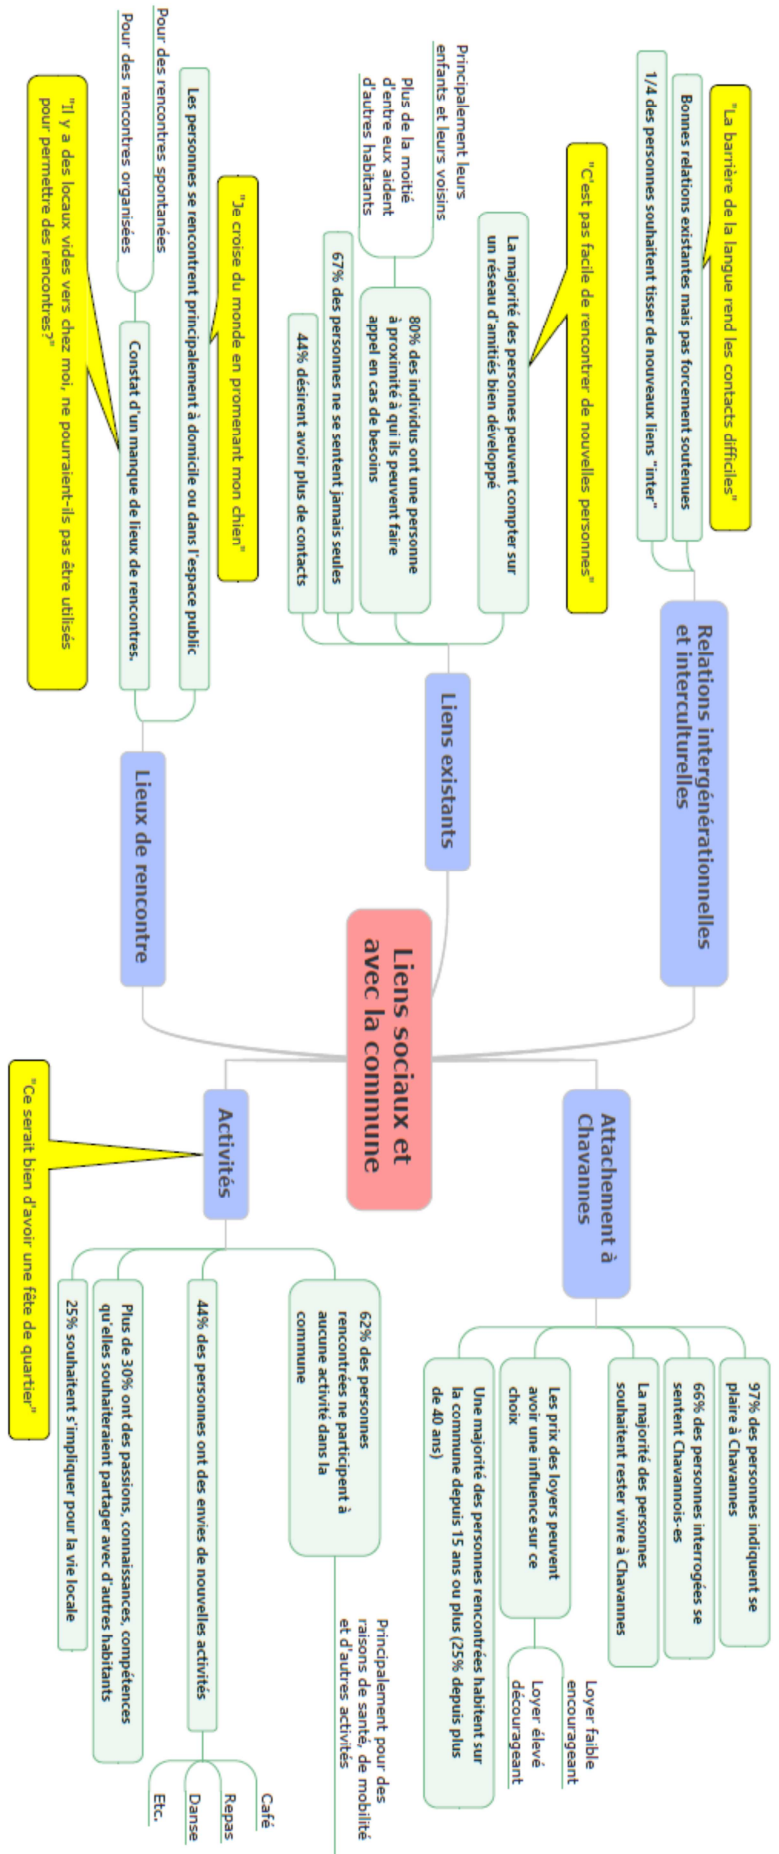 Liens sociaux et
avec la commune
Relations intergénérationnelles
et interculturelles
"La barrière de la langue rend les contacts difficiles"
Bonnes relations existantes mais pas forcement soutenues
1/4 des personnes souhaitent tisser de nouveaux liens "inter"
Liens existants
"C'est pas facile de rencontrer de nouvelles personnes"
La majorité des personnes peuvent compter sur
un réseau d'amitiés bien développé
80% des individus ont une personne
à proximité à qui ils peuvent faire
appel en cas de besoins
Principalement leurs
enfants et leurs voisins
Plus de la moitié
d'entre eux aident
d'autres habitants
67% des personnes ne se sentent jamais seules
44% désirent avoir plus de contacts
Lieux de rencontre
"Je croise du monde en promenant mon chien"
Les personnes se rencontrent principalement à domicile ou dans l'espace public
Constat d'un manque de lieux de rencontres.
Pour des rencontres spontanées
Pour des rencontres organisées
"Il y a des locaux vides vers chez moi, ne pourraient-ils pas être utilisés
pour permettre des rencontres?"
Attachement à
Chavannes
97% des personnes indiquent se
plaire à Chavannes
66% des personnes interrogées se
sentent Chavannois-es
La majorité des personnes
souhaitent rester vivre à Chavannes
Les prix des loyers peuvent
avoir une influence sur ce
choix
Loyer faible
encourageant
Loyer élevé
décourageant
Une majorité des personnes rencontrées habitent sur
la commune depuis 15 ans ou plus (25% depuis plus
de 40 ans)
Activités
62% des personnes
rencontrées ne participent à
aucune activité dans la
commune
Principalement pour des
raisons de santé, de mobilité
et d'autres activités
44% des personnes ont des envies de nouvelles activités
Café
Repas
Danse
Etc.
Plus de 30% ont des passions, connaissances, compétences
qu'elles souhaiteraient partager avec d'autres habitants
25% souhaitent s'impliquer pour la vie locale
"Ce serait bien d'avoir une fête de quartier"